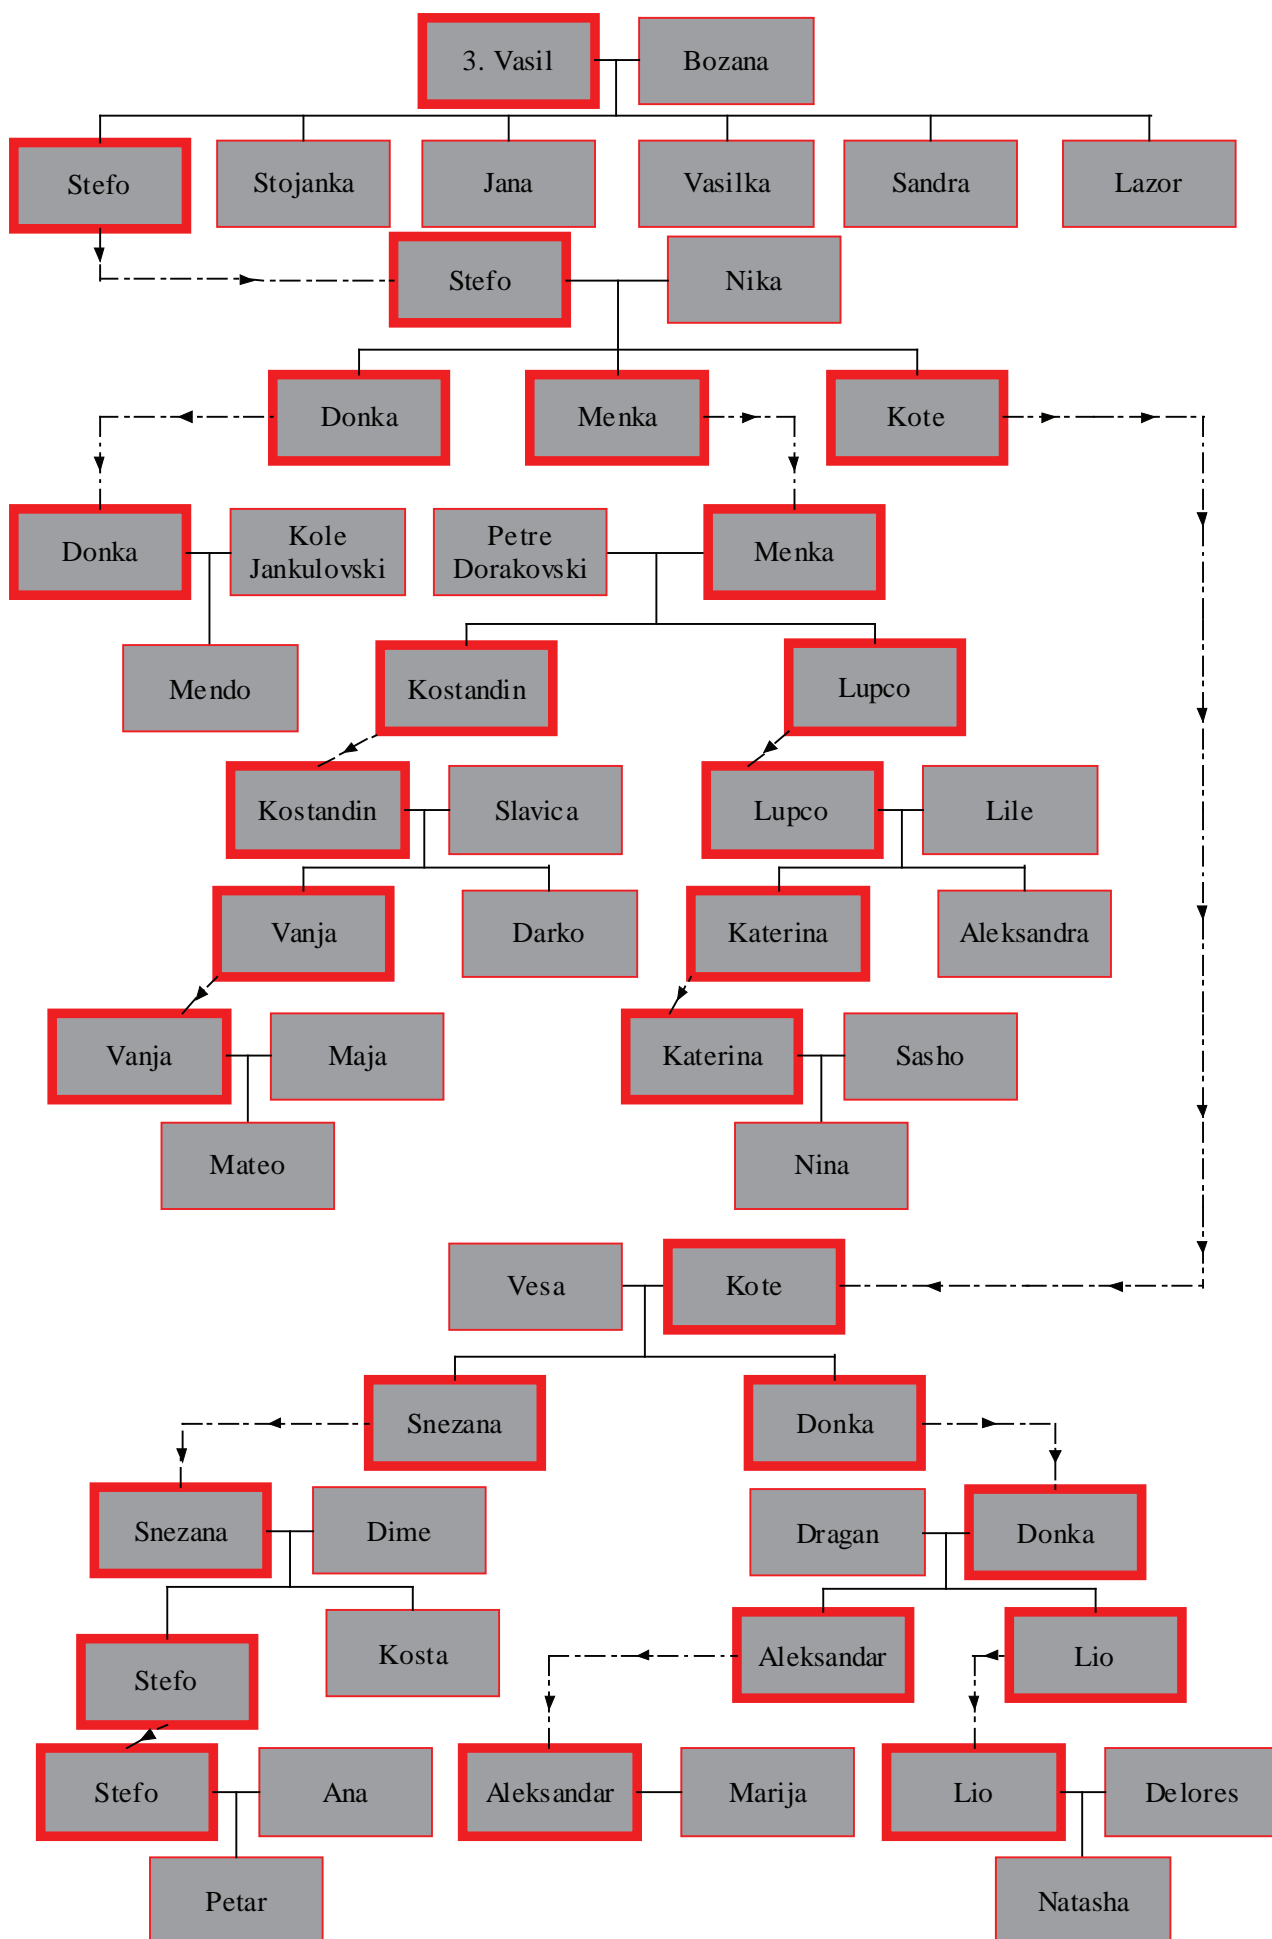 3. Vasil
Bozana
Stefo
Stojanka
Jana
Vasilka
Sandra
Lazor
Stefo
Nika
Donka
Menka
Kote
Donka
Kole
Jankulovski
Petre
Dorakovski
Menka
Mendo
Kostandin
Lupco
Kostandin
Slavica
Lupco
Lile
Vanja
Darko
Katerina
Aleksandra
Vanja
Maja
Katerina
Sasho
Mateo
Nina
Vesa
Kote
Snezana
Donka
Snezana
Dime
Dragan
Donka
Stefo
Kosta
Aleksandar
Lio
Stefo
Ana
Aleksandar
Marija
Lio
Delores
Petar
Natasha